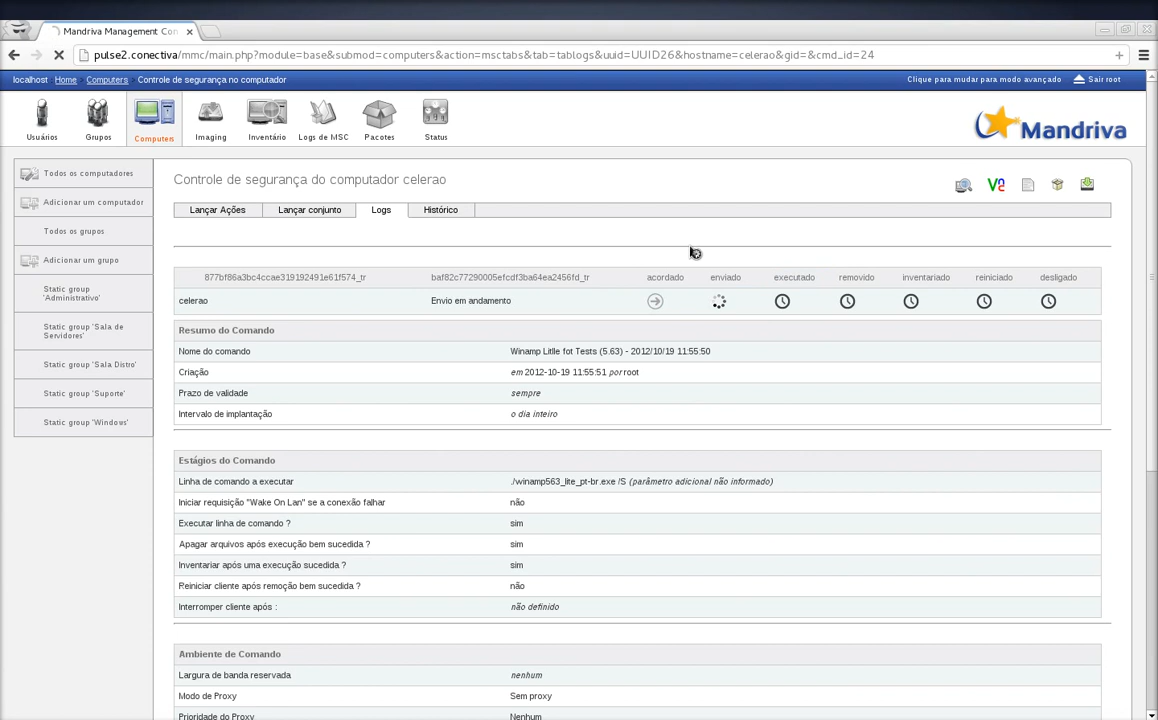 Mandriva Management Con
pulse2.conectiva/mmc/main.php?module=base&submod=computers&action=msctabs&tab=tablogs&uuid=UUID26&hostname=celerao&gid=&cmd_id=24
localhost Home Computers Controle de segurança no computador
Clique para mudar para modo avançado Sair root
Usuários Grupos Computers Imaging Inventário Logs de MSC Pacotes Status
Mandriva
Todos os computadores
Adicionar um computador
Todos os grupos
Adicionar um grupo
Static group
'Administrativo'
Static group 'Sala de
Servidores'
Static group 'Sala Distro'
Static group 'Suporte'
Static group 'Windows'
Controle de segurança do computador celerao
Lançar Ações Lançar conjunto Logs Histórico
877bf86a3bc4ccae319192491e61f574_tr baf82c77290005efcdf3ba64ea2456fd_tr acordado enviado executado removido inventariado reiniciado desligado
celerao Envio em andamento
Resumo do Comando
Nome do comando Winamp Litlle fot Tests (5.63) - 2012/10/19 11:55:50
Criação em 2012-10-19 11:55:51 por root
Prazo de validade sempre
Intervalo de implantação o dia inteiro
Estágios do Comando
Linha de comando a executar ./winamp563_lite_pt-br.exe /S (parâmetro adicional não informado)
Iniciar requisição "Wake On Lan" se a conexão falhar não
Executar linha de comando ? sim
Apagar arquivos após execução bem sucedida ? sim
Inventariar após uma execução sucedida ? sim
Reiniciar cliente após remoção bem sucedida ? não
Interromper cliente após : não definido
Ambiente de Comando
Largura de banda reservada nenhum
Modo de Proxy Sem proxy
Prioridade do Proxy Nenhum